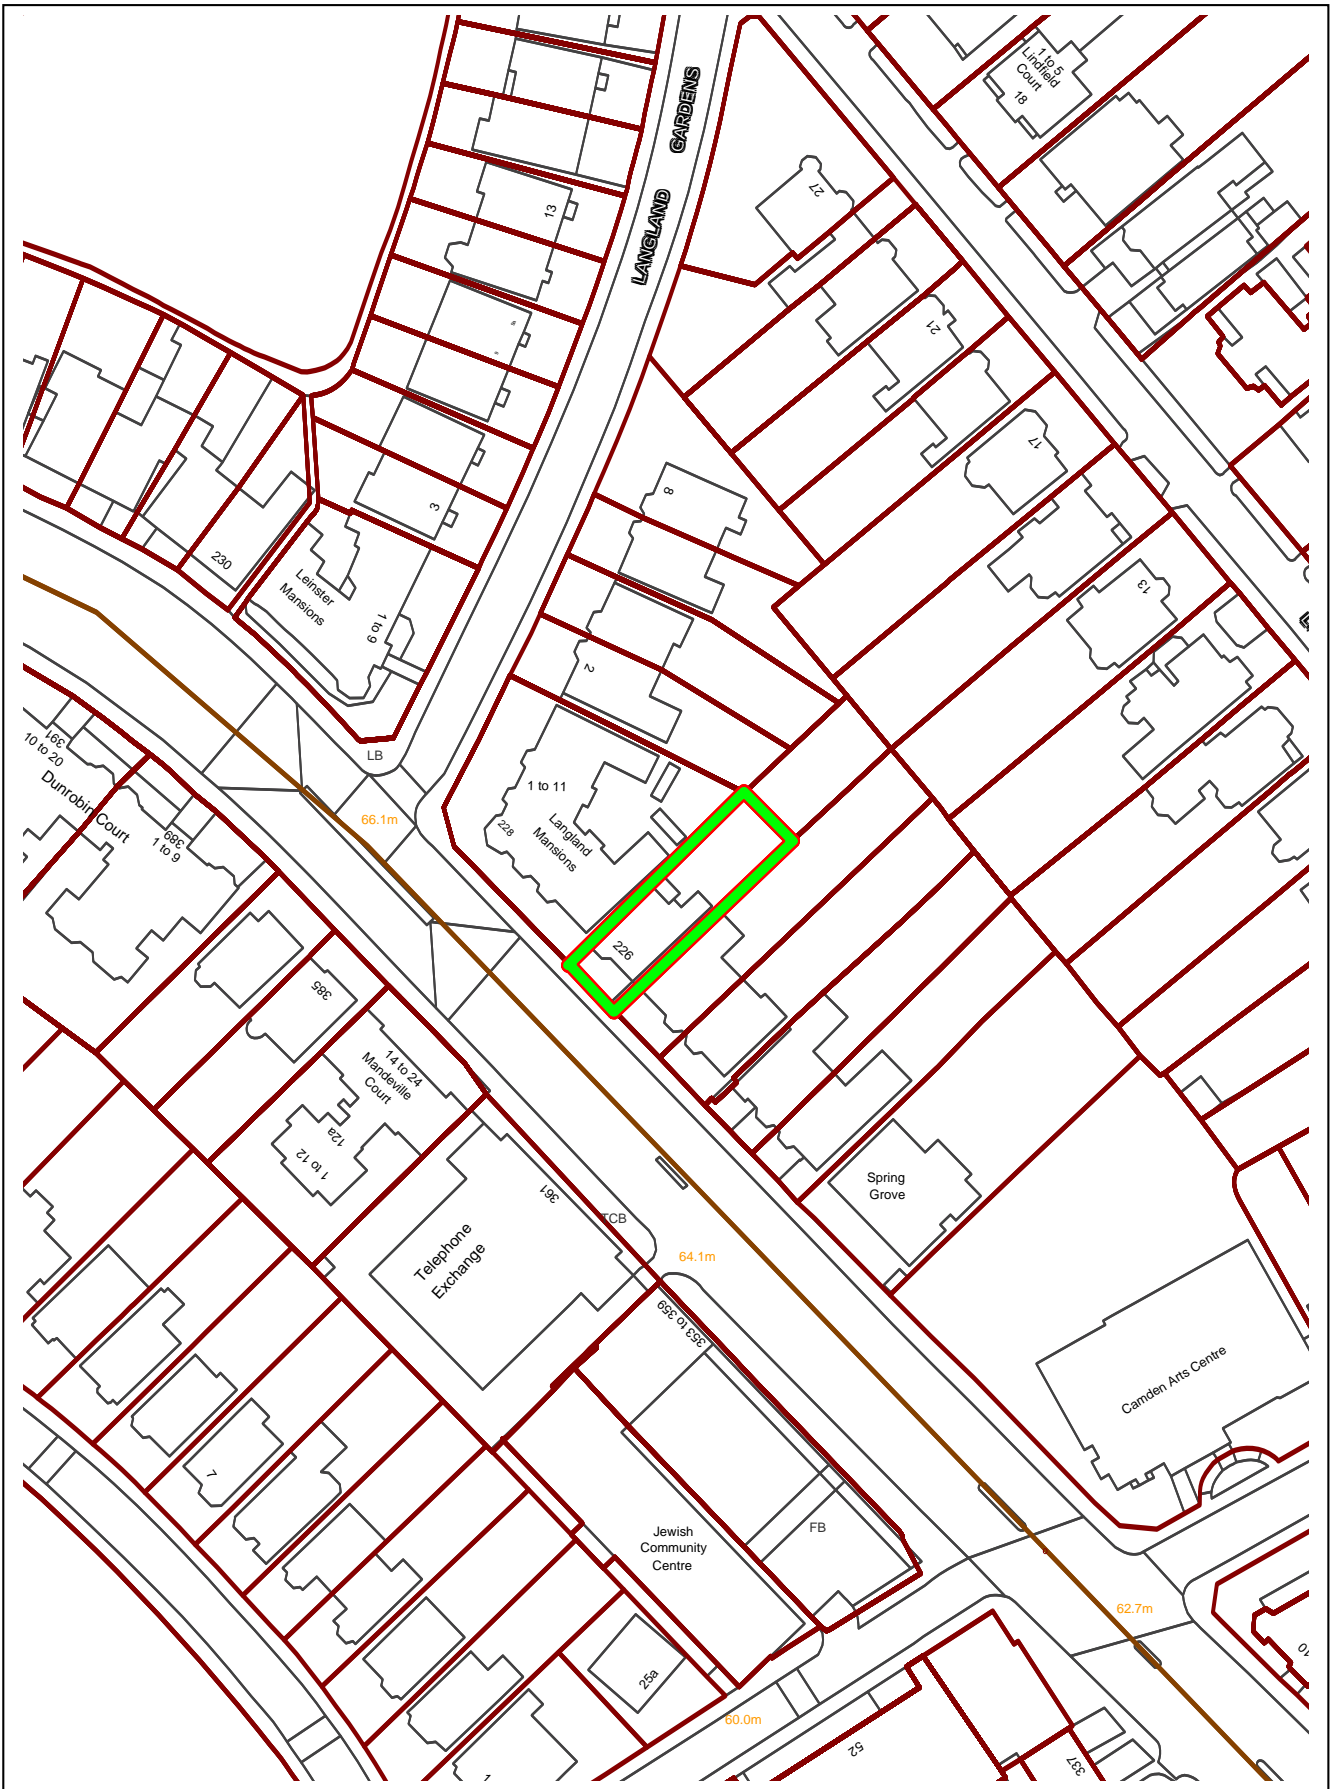 1 to 5
Lindfield
Court
18
LANGLAND GARDENS
27
13
21
17
8
3
13
230
Leinster
Mansions
1 to 9
2
LB
391
10 to 20
Dunrobin Court
389
1 to 9
66.1m
1 to 11
228
Langland
Mansions
226
385
14 to 24
Mandeville
Court
12a
1 to 12
361
TCB
Telephone
Exchange
64.1m
Spring
Grove
353 to 359
Camden Arts Centre
7
FB
Jewish
Community
Centre
62.7m
25a
60.0m
52
337
10